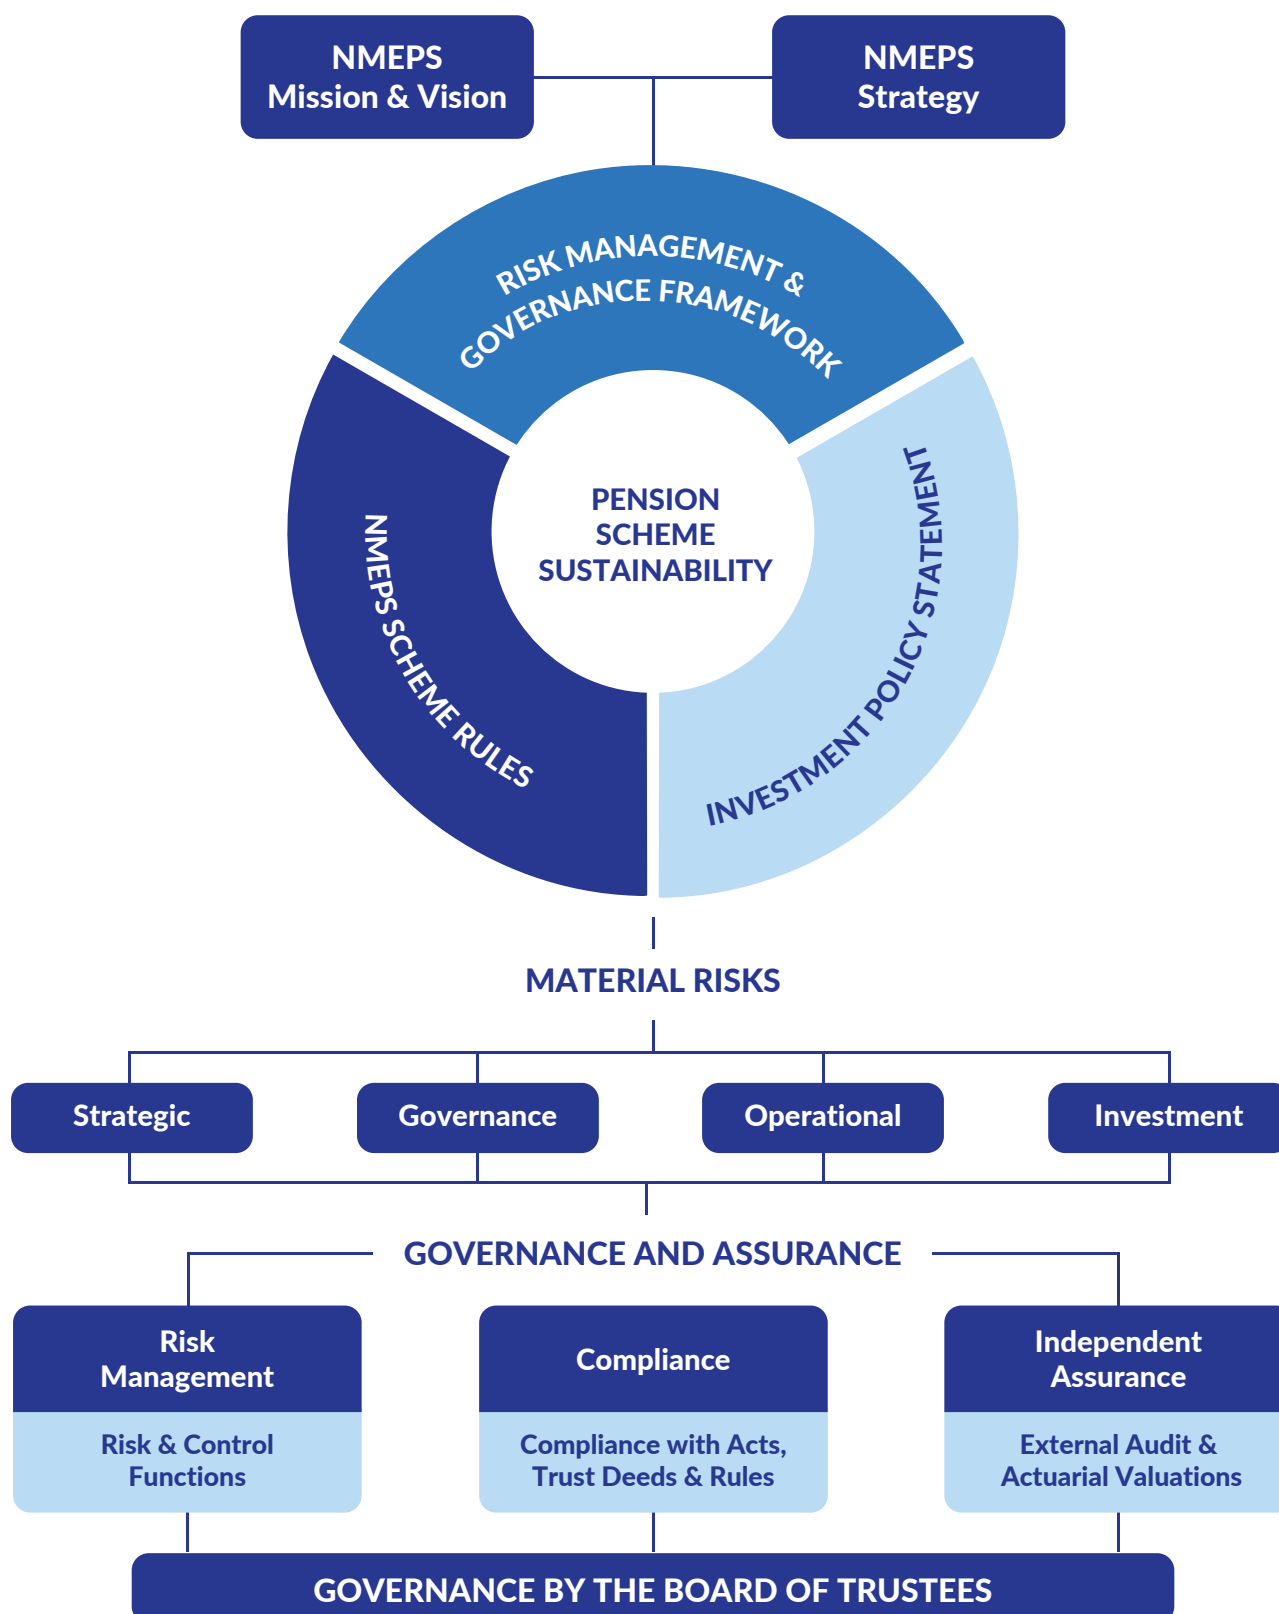 NMEPS
Mission & Vision
NMEPS
Strategy
RISK MANAGEMENT &
GOVERNANCE FRAMEWORK
NMEPS SCHEME RULES
PENSION
SCHEME
SUSTAINABILITY
INVESTMENT POLICY STATEMENT
MATERIAL RISKS
Strategic
Governance
Operational
Investment
GOVERNANCE AND ASSURANCE
Risk
Management
Risk & Control
Functions
Compliance
Compliance with Acts,
Trust Deeds & Rules
Independent
Assurance
External Audit &
Actuarial Valuations
GOVERNANCE BY THE BOARD OF TRUSTEES